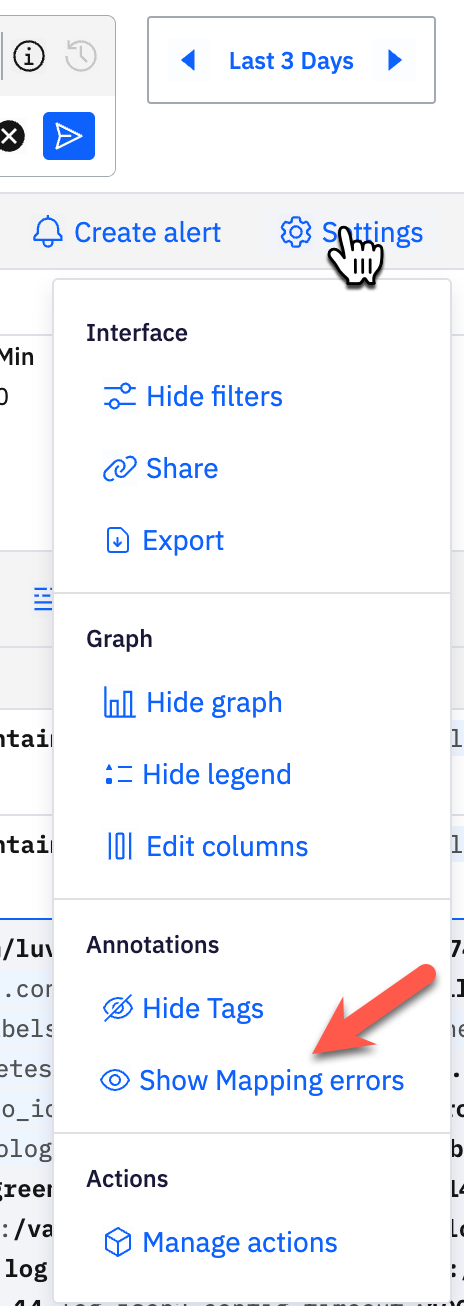 Last 3 Days
Create alert
Settings
Min
0
Interface
Hide filters
Share
Export
Graph
Hide graph
Hide legend
Edit columns
Annotations
Hide Tags
Show Mapping errors
Actions
Manage actions